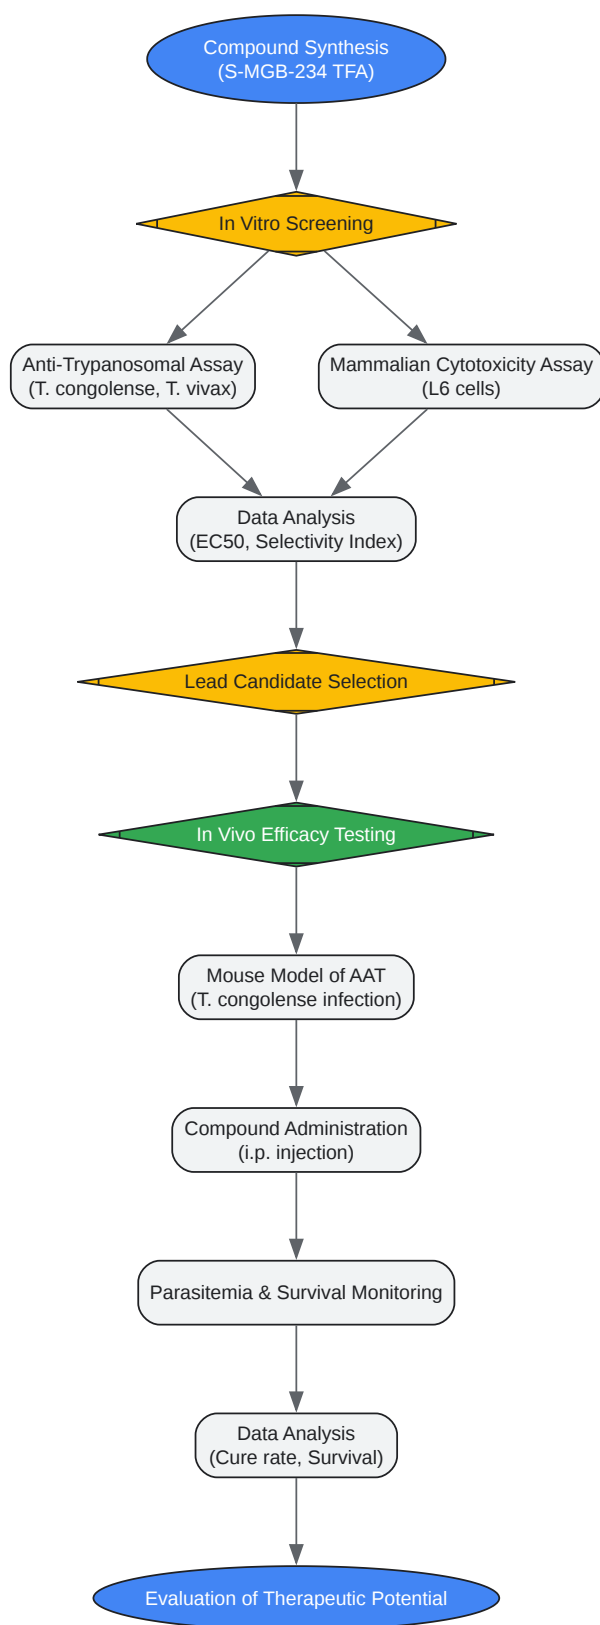 Compound Synthesis
(S-MGB-234 TFA)
In Vitro Screening
Anti-Trypanosomal Assay
(T. congolense, T. vivax)
Mammalian Cytotoxicity Assay
(L6 cells)
Data Analysis
(EC50, Selectivity Index)
Lead Candidate Selection
In Vivo Efficacy Testing
Mouse Model of AAT
(T. congolense infection)
Compound Administration
(i.p. injection)
Parasitemia & Survival Monitoring
Data Analysis
(Cure rate, Survival)
Evaluation of Therapeutic Potential